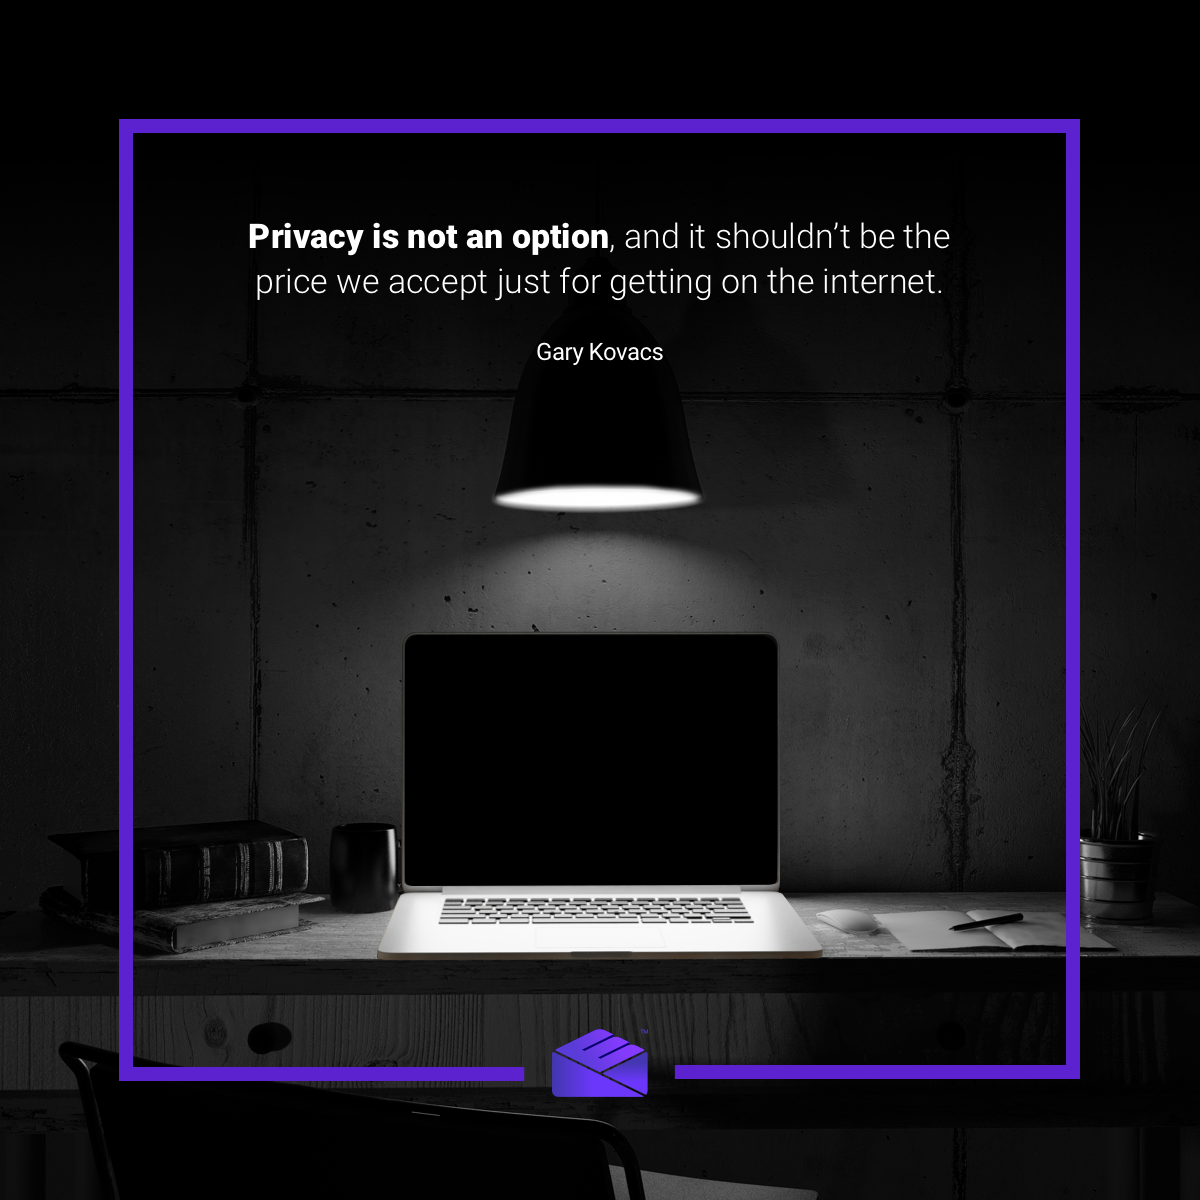 Privacy is not an option, and it shouldn’t be the
price we accept just for getting on the internet.
Gary Kovacs
TM